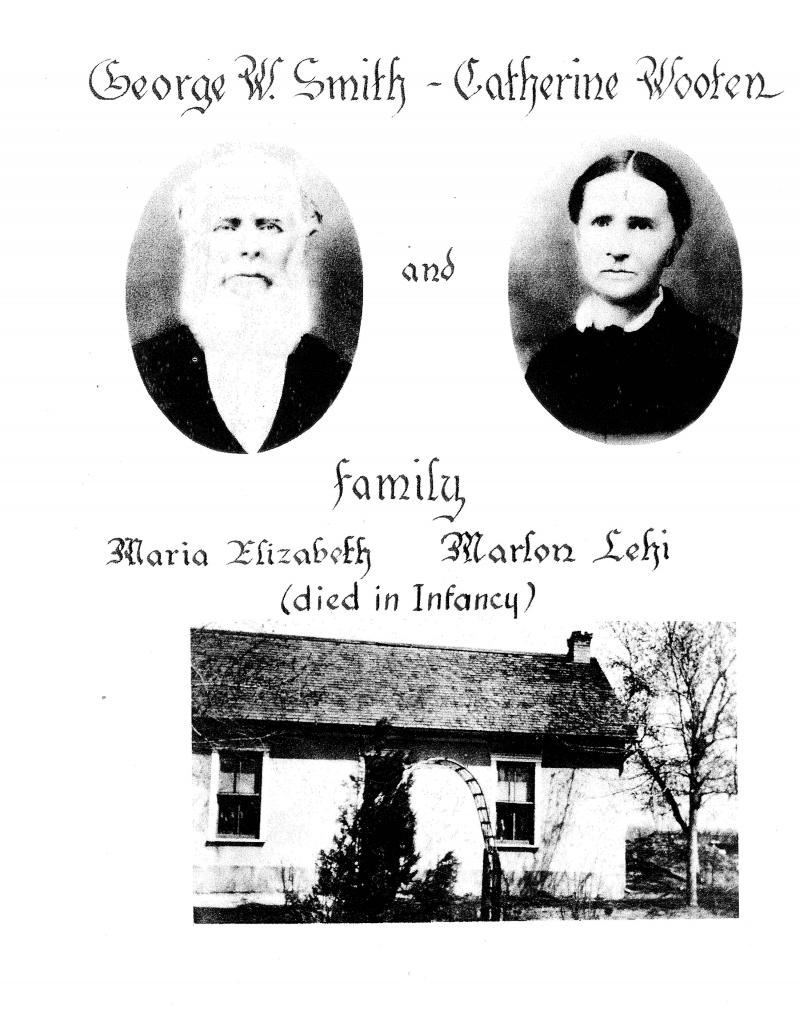 George W. Smith - Catherine Wooten
and
family
Maria Elizabeth Marlon Lehi
(died in Infancy)